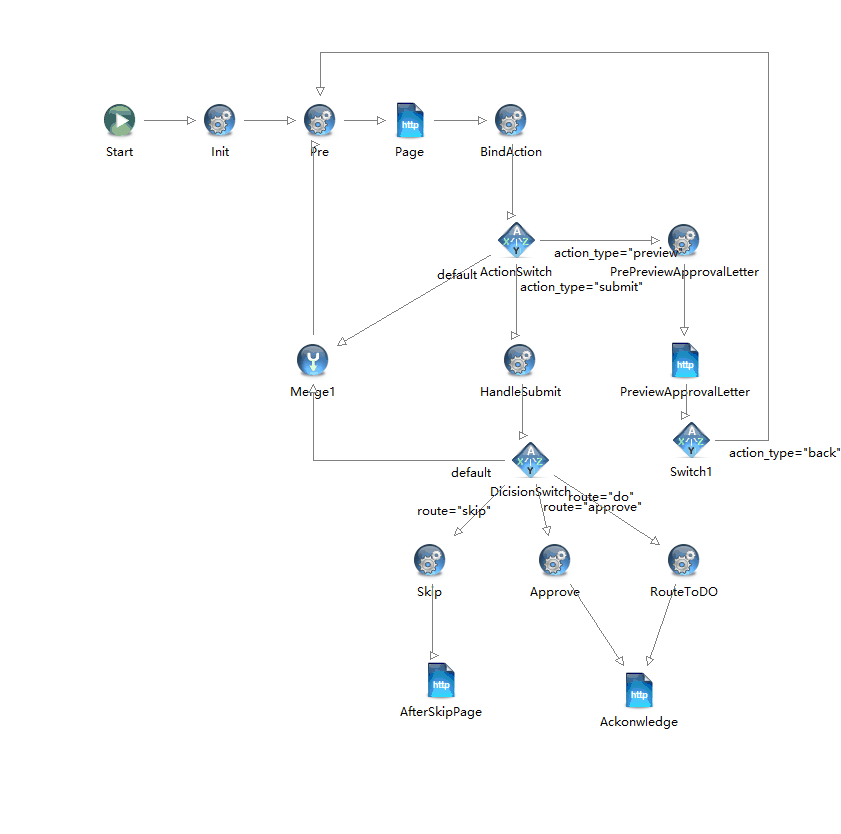 Start
Init
Pre
http
Page
BindAction
A
X
Z
Y
ActionSwitch
action_type="preview"
PrePreviewApprovalLetter
default
action_type="submit"
Merge1
HandleSubmit
http
PreviewApprovalLetter
A
X
Z
Y
Switch1
action_type="back"
A
X
Z
Y
DicisionSwitch
default
route="skip"
route="do"
route="approve"
Skip
Approve
RouteToDO
http
AfterSkipPage
http
Ackonwledge